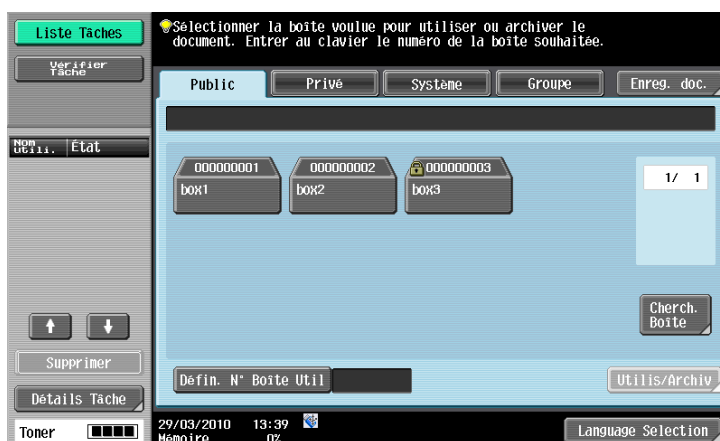 Liste Tâches
Vérifier
Tâche
Nom
Utili.
État
Supprimer
Détails Tâche
Toner
Sélectionner la boîte voulue pour utiliser ou archiver le
document. Entrer au clavier le numéro de la boîte souhaitée.
Public
Privé
Système
Groupe
Enreg. doc.
000000001
box1
000000002
box2
000000003
box3
1/ 1
Cherch.
Boîte
Défin. N° Boîte Util
Utilis/Archiv
29/03/2010 13:39
Mémoire 0%
Language Selection